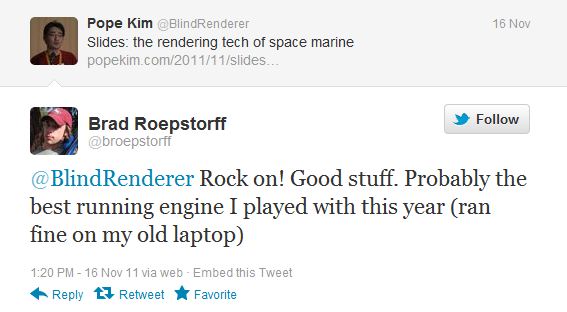 Pope Kim @BlindRenderer 16 Nov
Slides: the rendering tech of space marine
popekim.com/2011/11/slides...
Brad Roepstorff
@broepstorff
Follow
@BlindRenderer Rock on! Good stuff. Probably the
best running engine I played with this year (ran
fine on my old laptop)
1:20 PM - 16 Nov 11 via web · Embed this Tweet
Reply Retweet Favorite